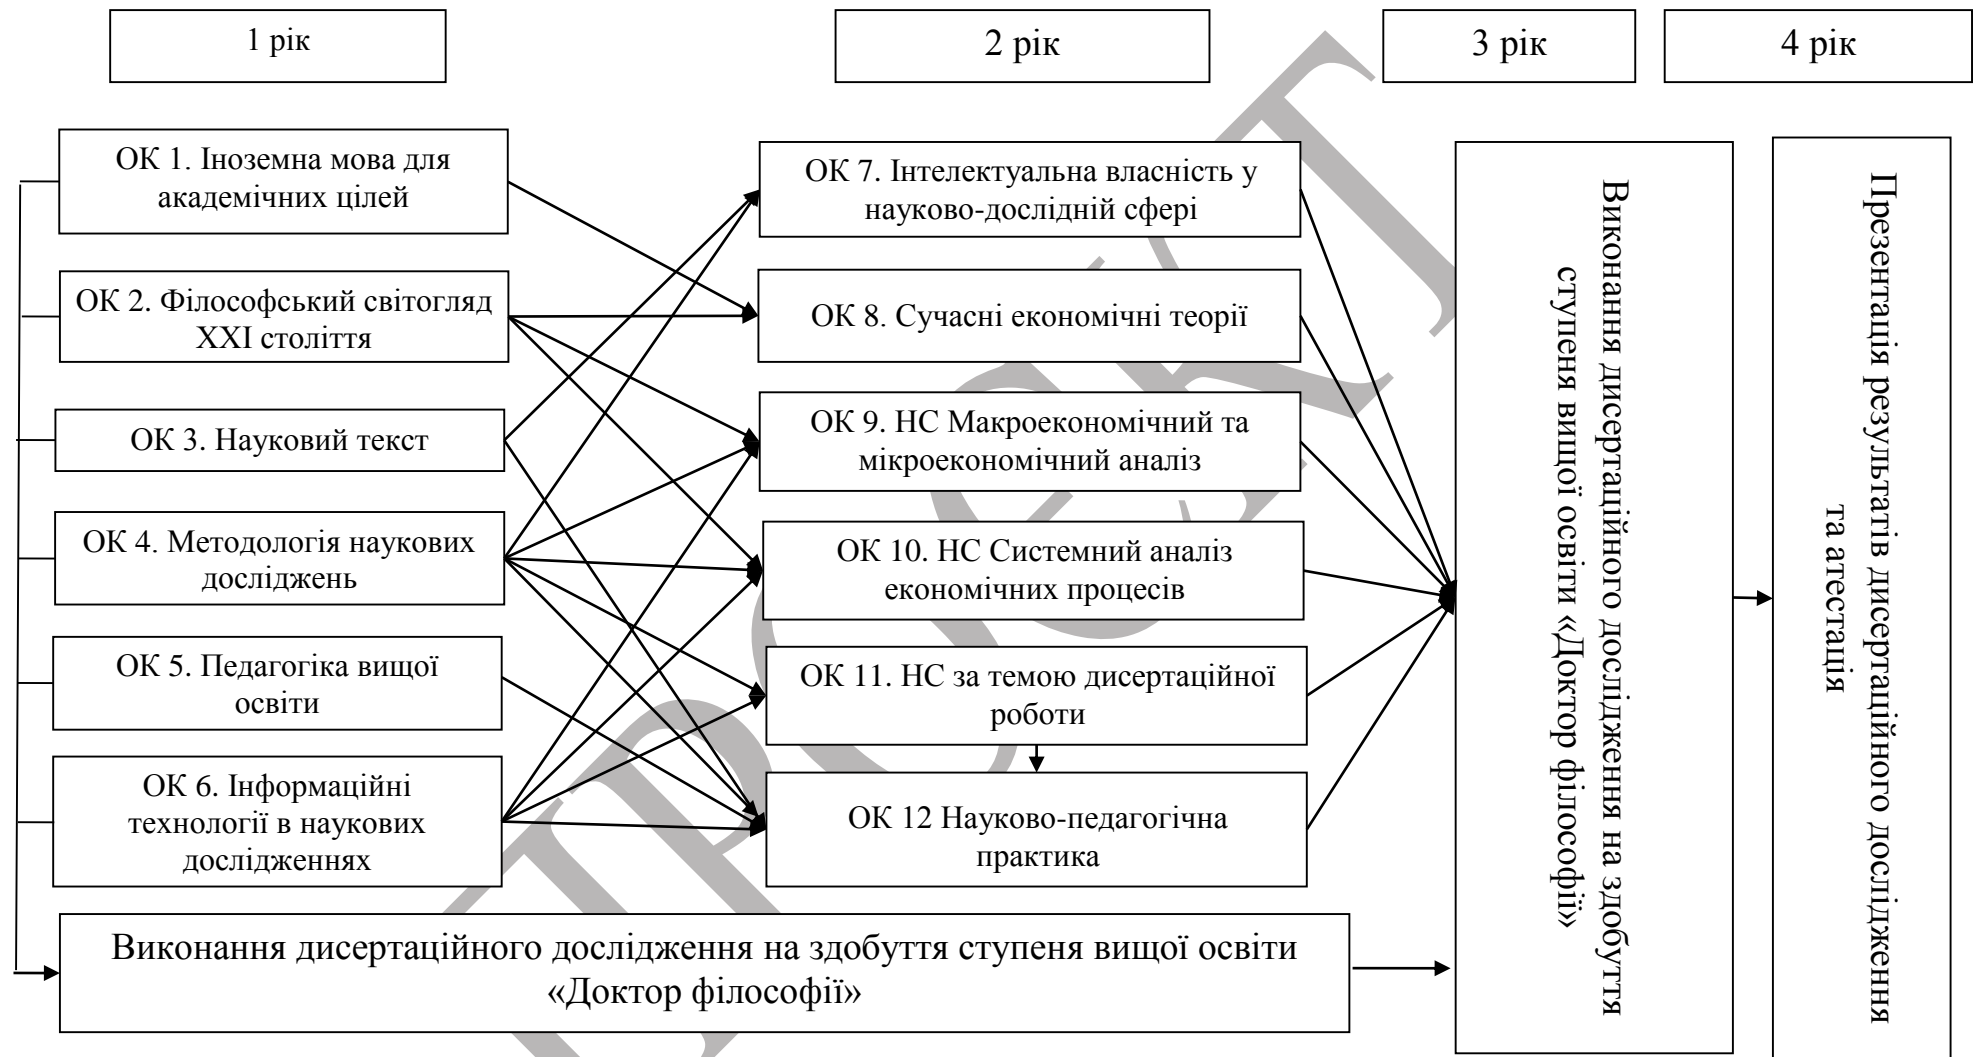 1 рік
2 рік
3 рік
4 рік
ОК 1. Іноземна мова для
академічних цілей
ОК 2. Філософський світогляд
ХХІ століття
ОК 3. Науковий текст
ОК 4. Методологія наукових
досліджень
ОК 5. Педагогіка вищої
освіти
ОК 6. Інформаційні
технології в наукових
дослідженнях
ОК 7. Інтелектуальна власність у
науково-дослідній сфері
ОК 8. Сучасні економічні теорії
ОК 9. НС Макроекономічний та
мікроекономічний аналіз
ОК 10. НС Системний аналіз
економічних процесів
ОК 11. НС за темою дисертаційної
роботи
ОК 12 Науково-педагогічна
практика
Виконання дисертаційного дослідження на здобуття ступеня вищої освіти
«Доктор філософії»
Виконання дисертаційного дослідження на здобуття
ступеня вищої освіти «Доктор філософії»
Презентація результатів дисертаційного дослідження
та атестація
ПРОЄКТ